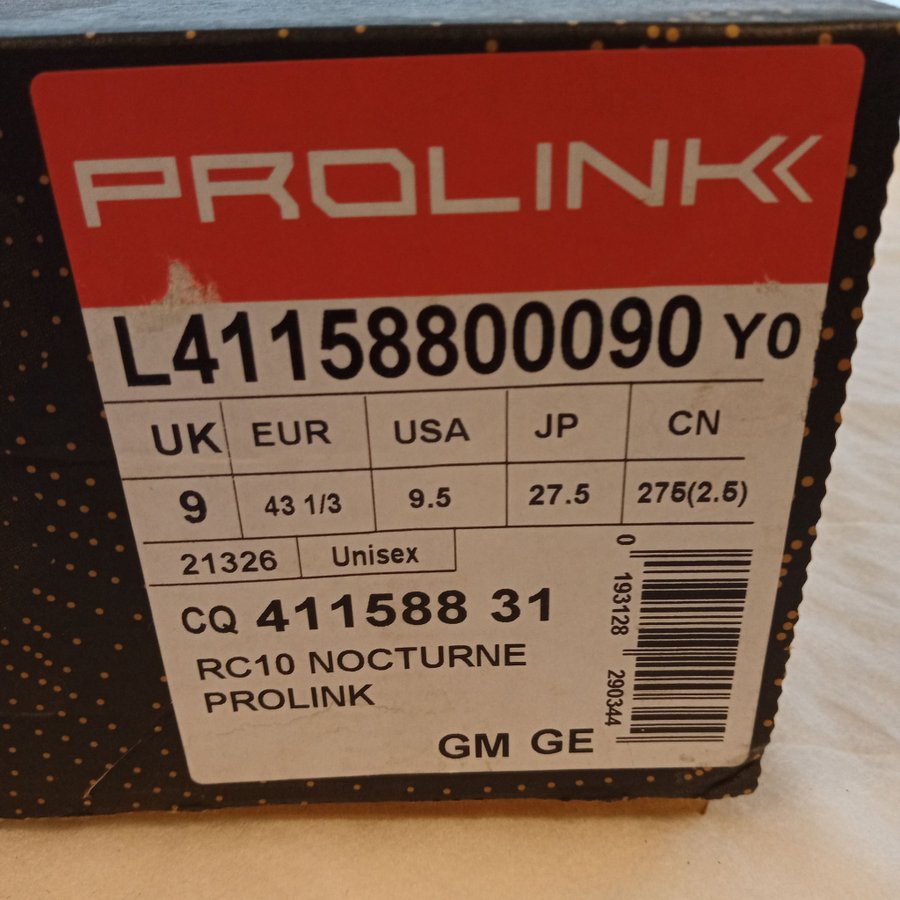 PROLINK
L41158800090 Y0
UK EUR USA JP CN
9 43 1/3 9.5 27.5 275(2.5)
21326 Unisex
CQ 411588 31
RC10 NOCTURNE
PROLINK
GM GE
0 193128 290344